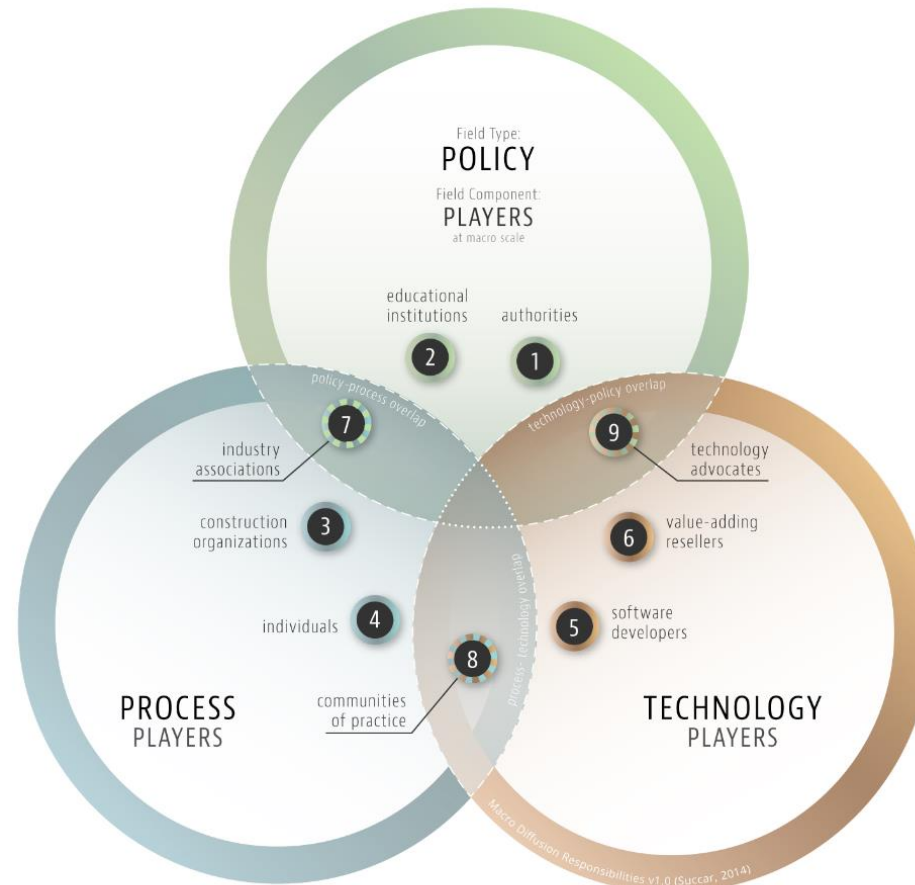 Field Type:
POLICY
Field Component:
PLAYERS
at macro scale
educational
institutions
authorities
2
1
policy-process overlap
technology-policy overlap
7
9
industry
associations
technology
advocates
3
construction
organizations
6
value-adding
resellers
4
individuals
5
software
developers
process-technology overlap
8
communities
of practice
PROCESS
PLAYERS
TECHNOLOGY
PLAYERS
Macro Diffusion Responsibilities v1.0 (Succar, 2014)